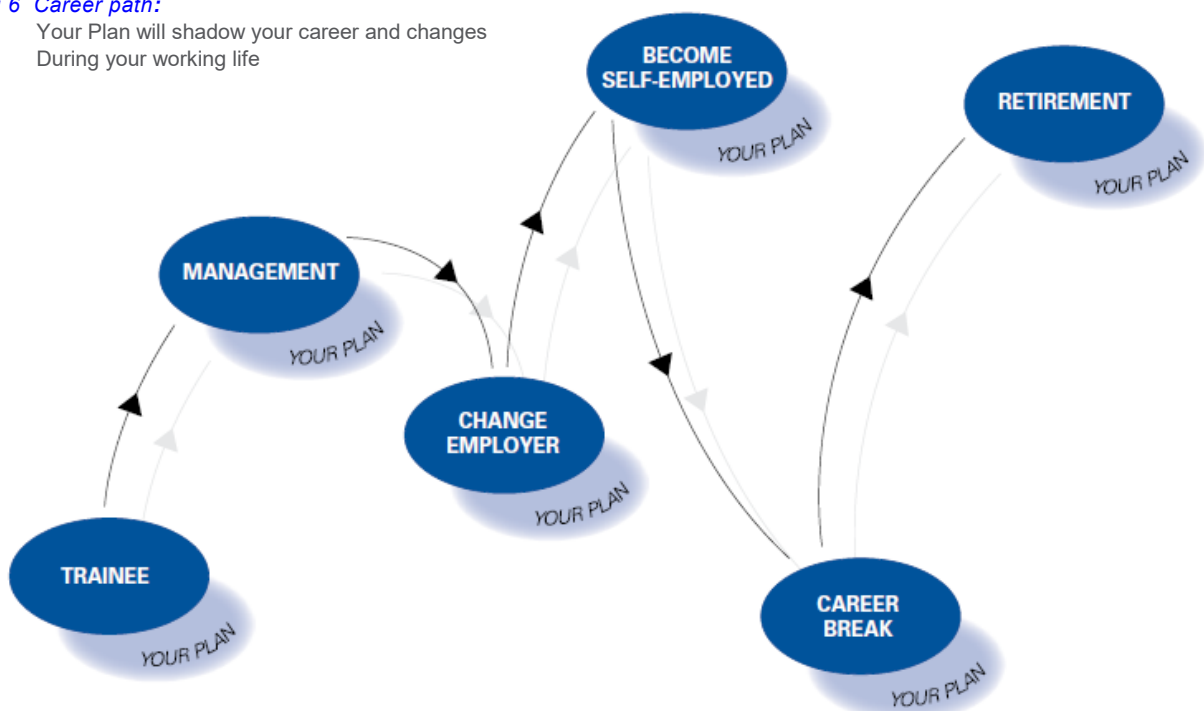 6 Career path:
Your Plan will shadow your career and changes
During your working life
BECOME
SELF-EMPLOYED
YOUR PLAN
RETIREMENT
YOUR PLAN
MANAGEMENT
YOUR PLAN
CHANGE
EMPLOYER
YOUR PLAN
TRAINEE
YOUR PLAN
CAREER
BREAK
YOUR PLAN